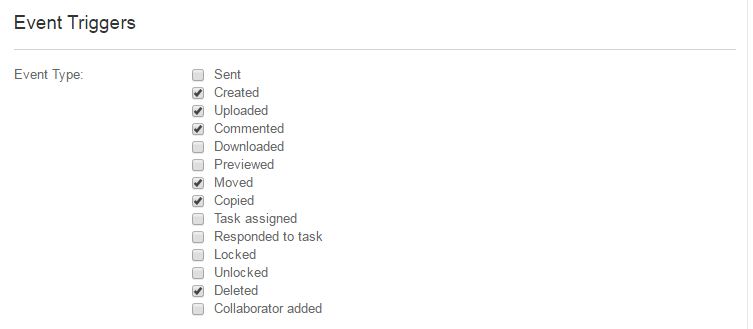 Event Triggers
Event Type:
Sent
Created
Uploaded
Commented
Downloaded
Previewed
Moved
Copied
Task assigned
Responded to task
Locked
Unlocked
Deleted
Collaborator added